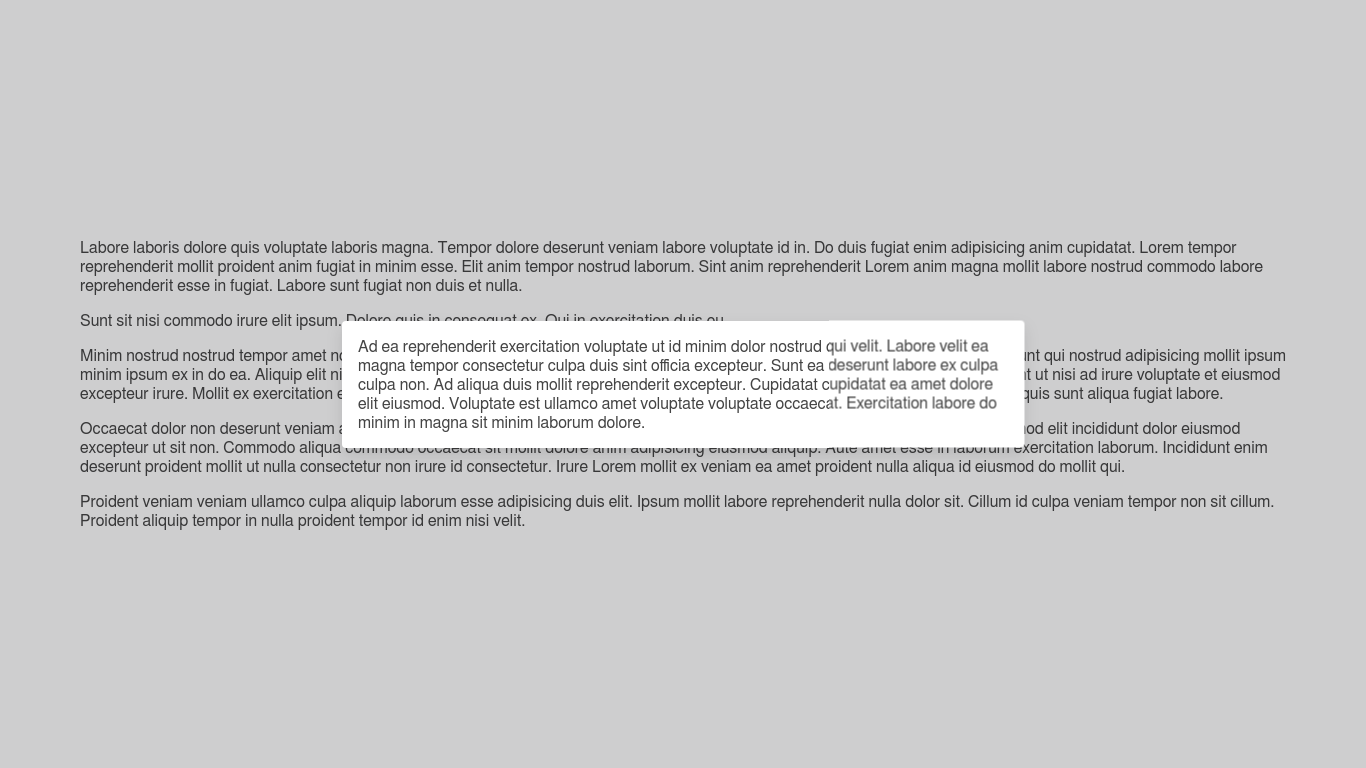 Labore laboris dolore quis voluptate laboris magna. Tempor dolore deserunt veniam labore voluptate id in. Do duis fugiat enim adipisicing anim cupidatat. Lorem tempor
reprehenderit mollit proident anim fugiat in minim esse. Elit anim tempor nostrud laborum. Sint anim reprehenderit Lorem anim magna mollit labore nostrud commodo labore
reprehenderit esse in fugiat. Labore sunt fugiat non duis et nulla.
Sunt sit nisi commodo irure elit ipsum. Dolore quis in consequat ex. Qui in exercitation duis eu
Minim nostrud nostrud tempor amet qui nostrud adipisicing mollit ipsum
minim ipsum ex in do ea. Aliquip elit ut nisi ad irure voluptate et eiusmod
excepteur irure. Mollit ex exercitation quis sunt aliqua fugiat labore.
Ad ea reprehenderit exercitation voluptate ut id minim dolor nostrud qui velit. Labore velit ea
magna tempor consectetur culpa duis sint officia excepteur. Sunt ea deserunt labore ex culpa
culpa non. Ad aliqua duis mollit reprehenderit excepteur. Cupidatat cupidatat ea amet dolore
elit eiusmod. Voluptate est ullamco amet voluptate voluptate occaecat. Exercitation labore do
minim in magna sit minim laborum dolore.
Occaecat dolor non deserunt veniam elit incididunt dolor eiusmod
excepteur ut sit non. Commodo aliqua commodo occaecat sit mollit dolore anim adipisicing eiusmod aliquip. Aute amet esse in laborum exercitation laborum. Incididunt enim
deserunt proident mollit ut nulla consectetur non irure id consectetur. Irure Lorem mollit ex veniam ea amet proident nulla aliqua id eiusmod do mollit qui.
Proident veniam veniam ullamco culpa aliquip laborum esse adipisicing duis elit. Ipsum mollit labore reprehenderit nulla dolor sit. Cillum id culpa veniam tempor non sit cillum.
Proident aliquip tempor in nulla proident tempor id enim nisi velit.